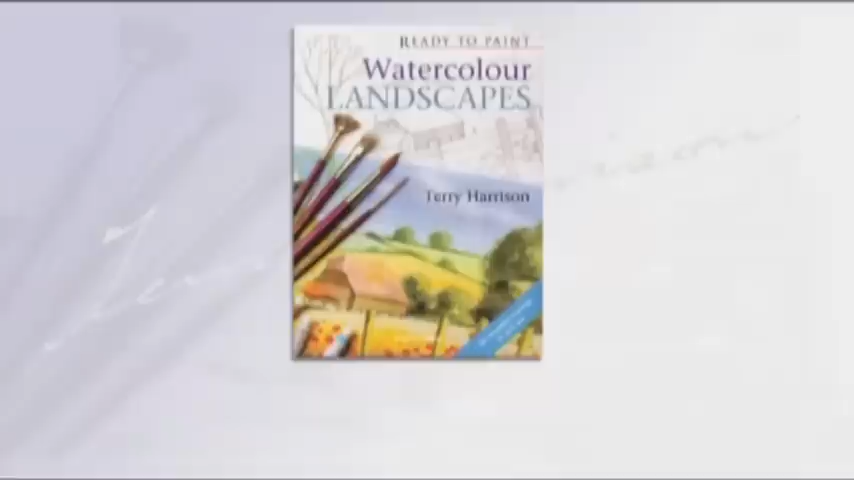 READY TO PAINT
Watercolour
LANDSCAPES
Terry Harrison